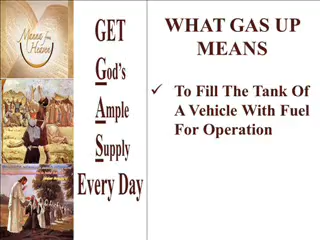 Manna from
Heaven
GET
God's
Ample
Supply
Every Day
WHAT GAS UP
MEANS
✓ To Fill The Tank Of
A Vehicle With Fuel
For Operation